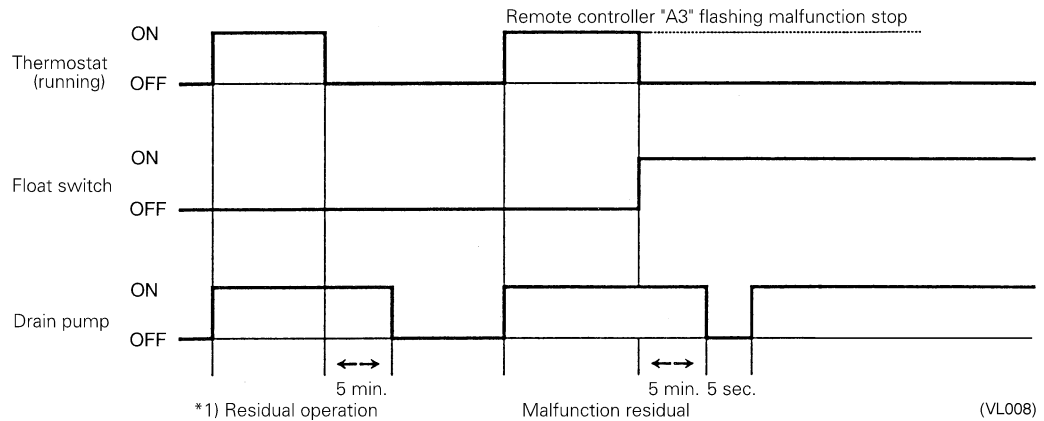 Remote controller "A3" flashing malfunction stop
ON
Thermostat
(running)
OFF
ON
Float switch
OFF
ON
Drain pump
OFF
5 min.
5 min. 5 sec.
*1) Residual operation
Malfunction residual
(VL008)